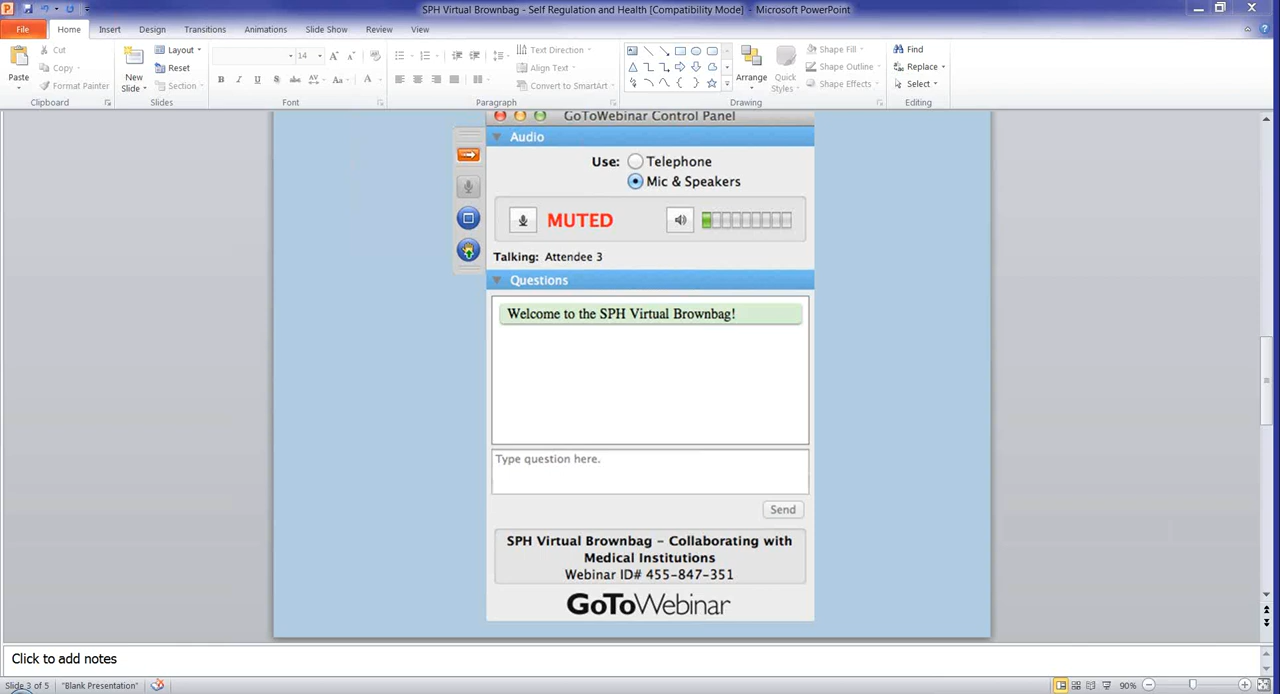 SPH Virtual Brownbag - Self Regulation and Health [Compatibility Mode] - Microsoft PowerPoint
File Home Insert Design Transitions Animations Slide Show Review View
Cut Layout 14 Text Direction Shape Fill Find
Copy Reset Align Text Shape Outline Replace
Paste Format Painter New Slide Section B I U S abc AV Aa A Convert to SmartArt Arrange Quick Styles Shape Effects Select
Clipboard Slides Font Paragraph Drawing Editing
GoToWebinar Control Panel
Audio
Use: Telephone
Mic & Speakers
MUTED
Talking: Attendee 3
Questions
Welcome to the SPH Virtual Brownbag!
Type question here.
Send
SPH Virtual Brownbag – Collaborating with
Medical Institutions
Webinar ID# 455-847-351
GoToWebinar
Click to add notes
Slide 3 of 5 "Blank Presentation" 90%